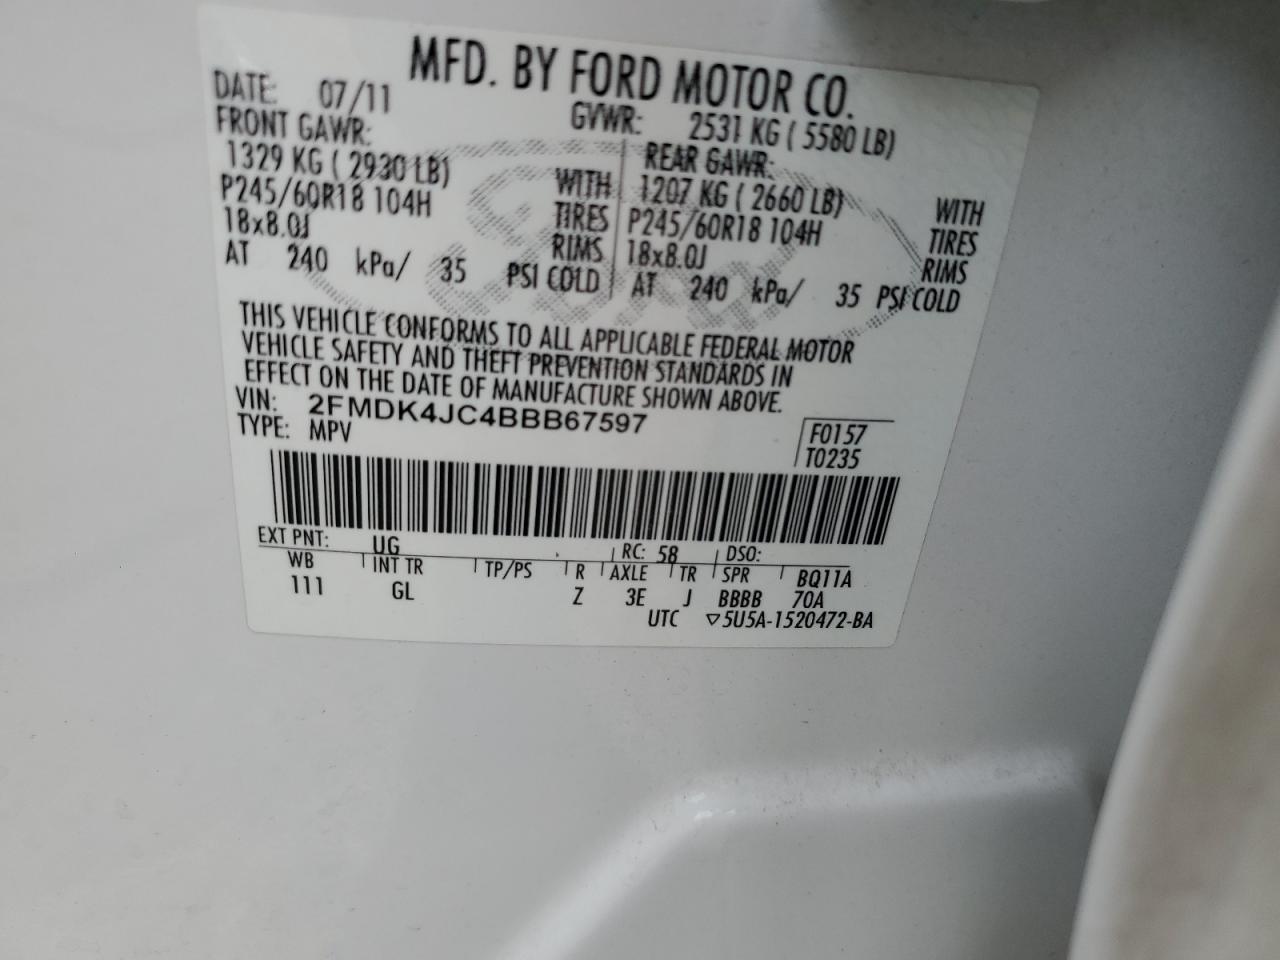 MFD. BY FORD MOTOR CO.
DATE: 07/11 GVWR: 2531 KG ( 5580 LB)
FRONT GAWR: REAR GAWR:
1329 KG ( 2930 LB) WITH 1207 KG ( 2660 LB) WITH
P245/60R18 104H TIRES P245/60R18 104H TIRES
18x8.0J RIMS 18x8.0J RIMS
AT 240 kPa/ 35 PSI COLD AT 240 kPa/ 35 PSI COLD
THIS VEHICLE CONFORMS TO ALL APPLICABLE FEDERAL MOTOR
VEHICLE SAFETY AND THEFT PREVENTION STANDARDS IN
EFFECT ON THE DATE OF MANUFACTURE SHOWN ABOVE.
VIN: 2FMDK4JC4BBB67597
TYPE: MPV F0157
T0235
EXT PNT: UG RC: 58 DSO:
WB INT TR TP/PS R AXLE TR SPR BQ11A
111 GL Z 3E J BBBB 70A
UTC ▽5U5A-1520472-BA